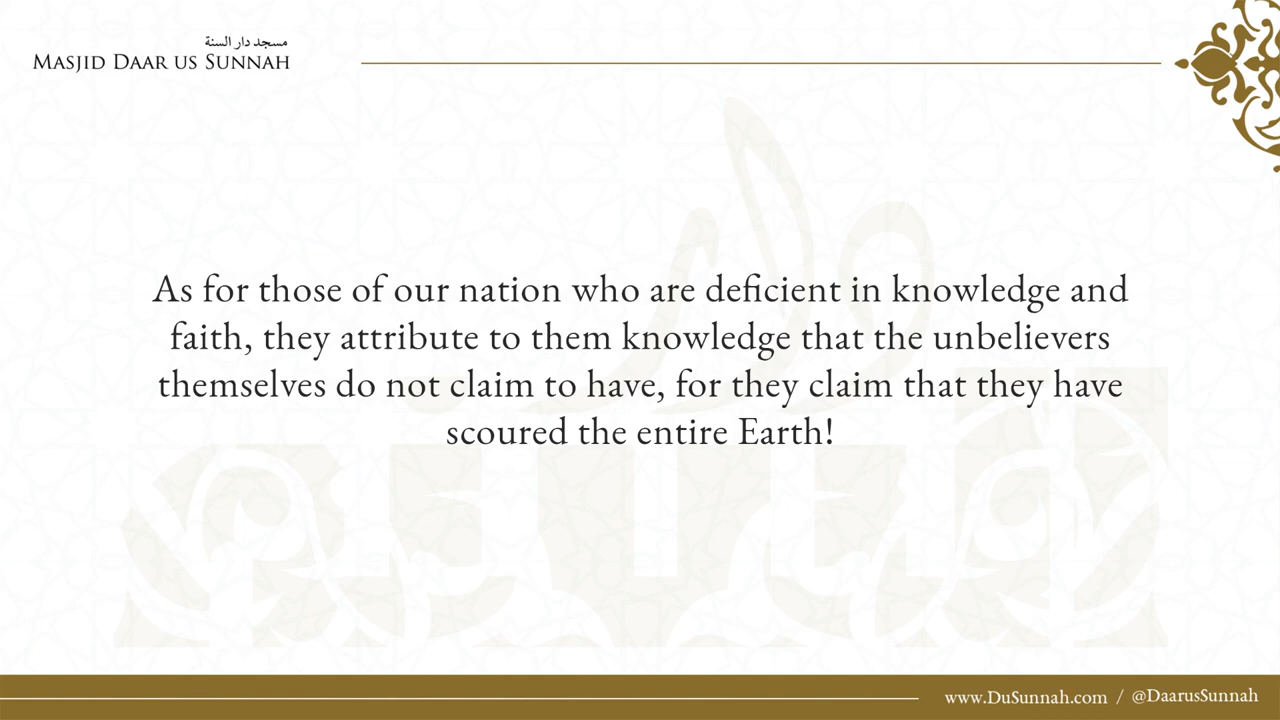 مسجد دار السنة
MASJID DAAR US SUNNAH
As for those of our nation who are deficient in knowledge and
faith, they attribute to them knowledge that the unbelievers
themselves do not claim to have, for they claim that they have
scoured the entire Earth!
www.DuSunnah.com / @DaarusSunnah